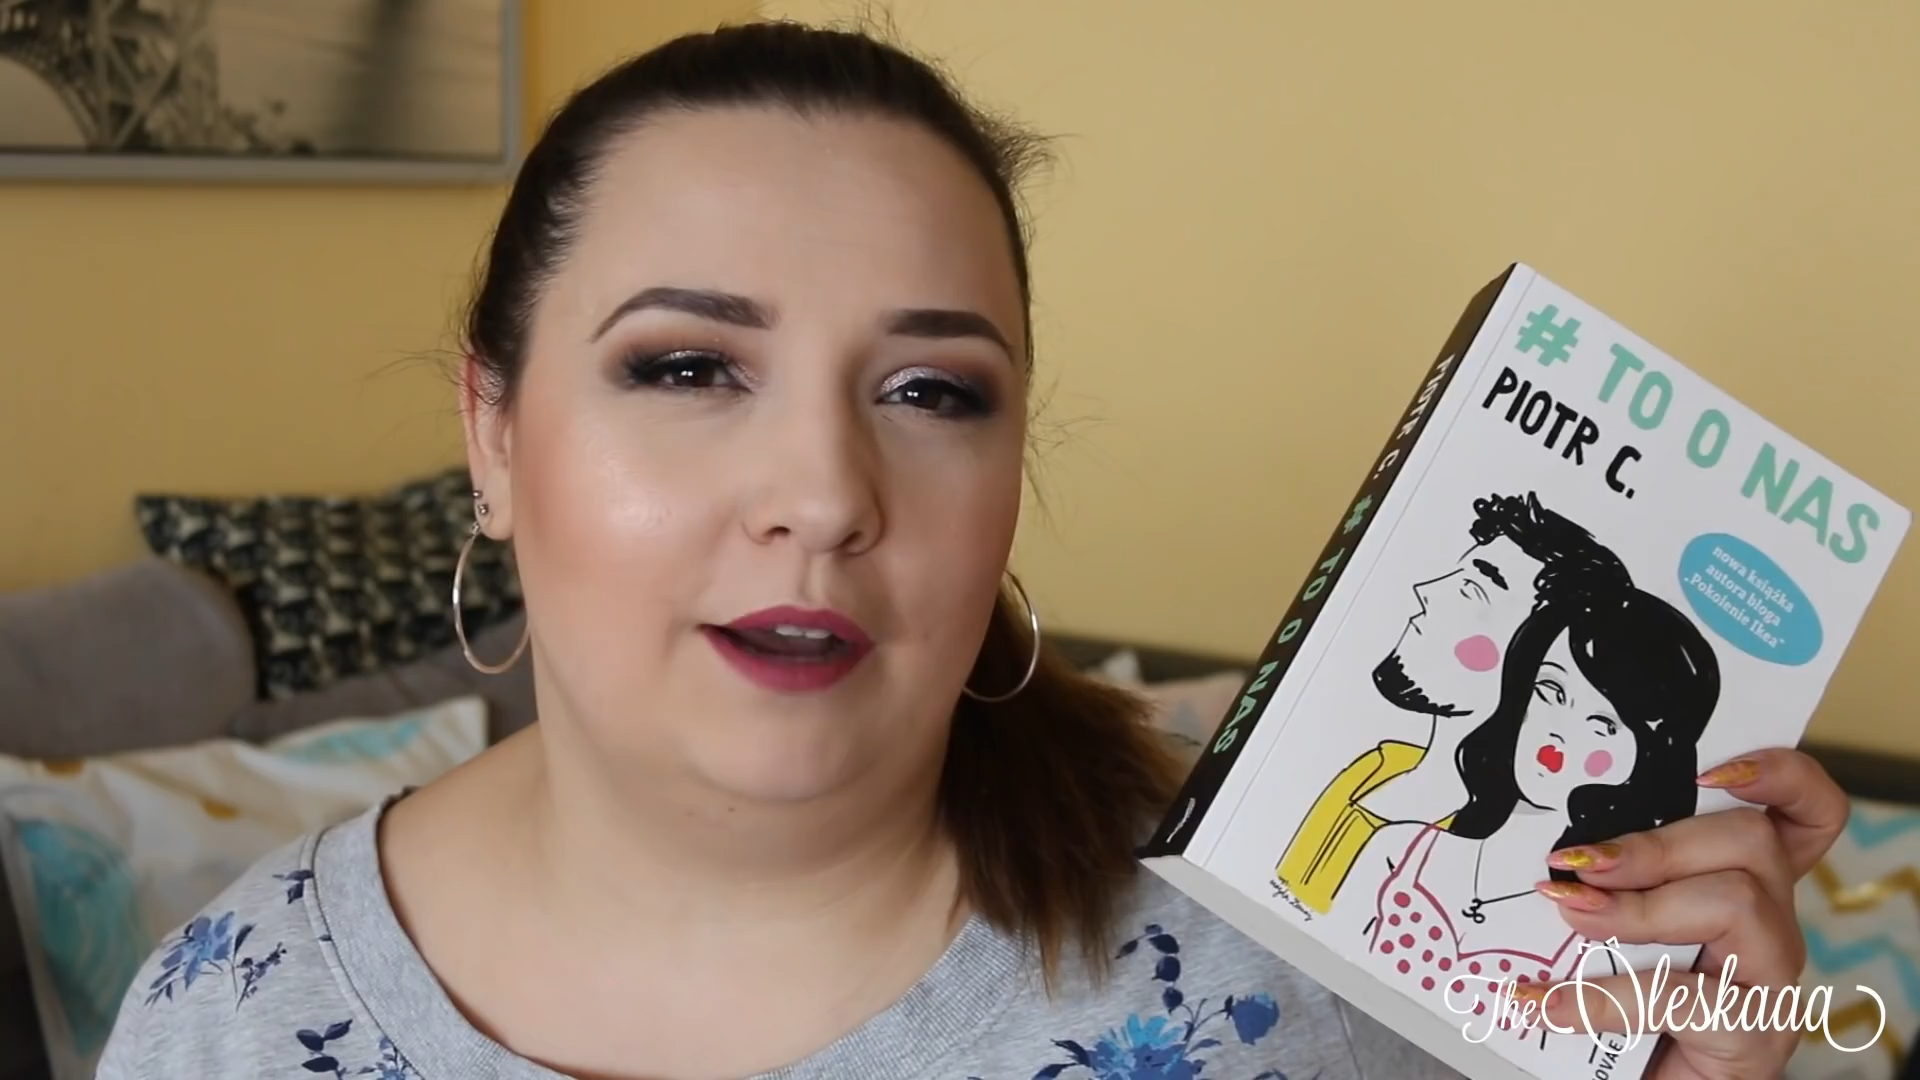 # TO O NAS
PIOTR C.
nowa książka
autora bloga
„Pokolenie Ikea”
PIOTR C. # TO O NAS
TheOleskaaa